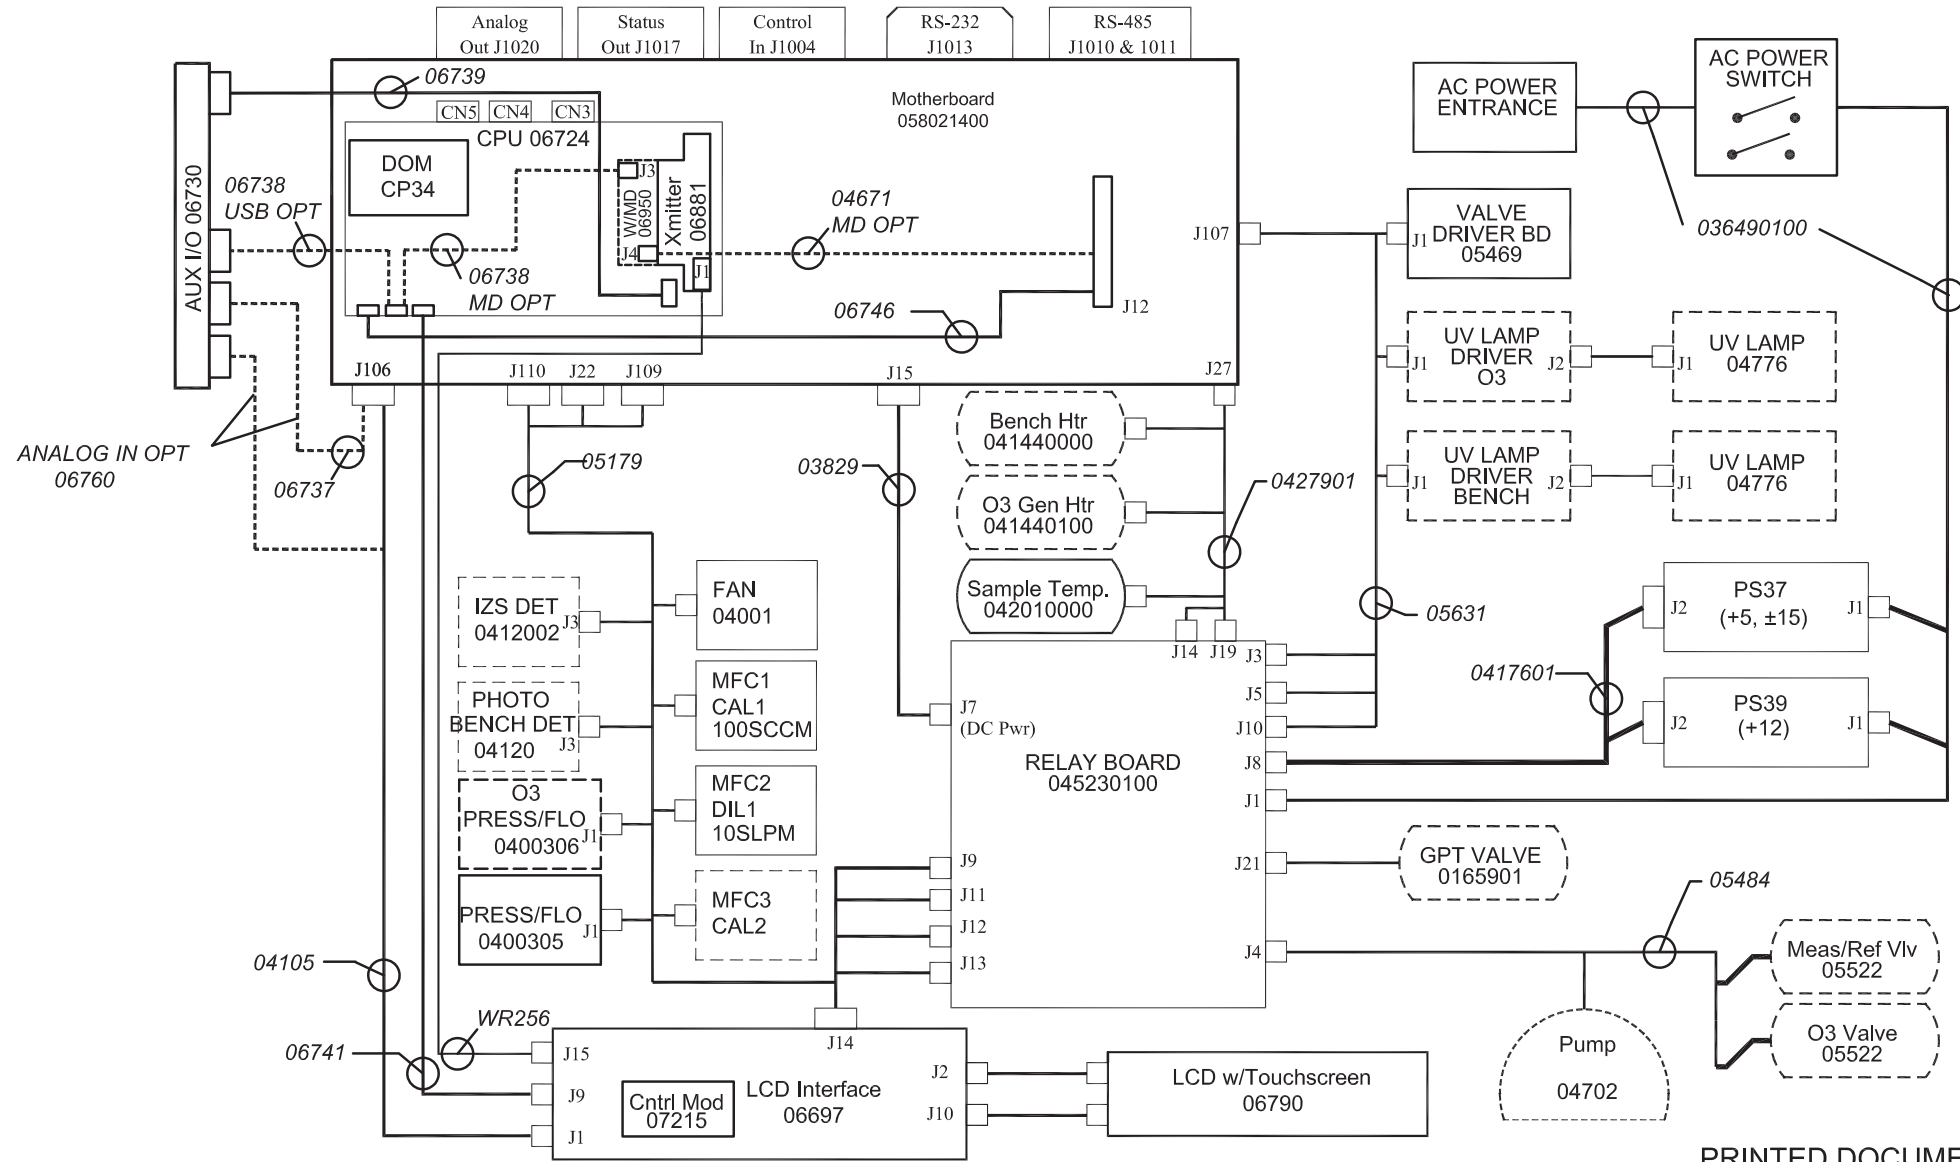 Analog
Out J1020
Status
Out J1017
Control
In J1004
RS-232
J1013
RS-485
J1010 & 1011
06739
CN5
CN4
CN3
CPU 06724
DOM
CP34
Motherboard
058021400
AUX I/O 06730
06738
USB OPT
06738
MD OPT
J3
W/MD
06950
J4
Xmitter
06881
J1
04671
MD OPT
06746
J12
J107
J106
J110
J22
J109
J15
J27
ANALOG IN OPT
06760
06737
05179
03829
Bench Htr
041440000
O3 Gen Htr
041440100
Sample Temp.
042010000
0427901
AC POWER
ENTRANCE
AC POWER
SWITCH
036490100
J1
VALVE
DRIVER BD
05469
J1
UV LAMP
DRIVER
O3
J2
J1
UV LAMP
04776
J1
UV LAMP
DRIVER
BENCH
J2
J1
UV LAMP
04776
05631
0417601
J2
PS37
(+5, ±15)
J1
J2
PS39
(+12)
J1
IZS DET
0412002
J3
FAN
04001
PHOTO
BENCH DET
04120
J3
MFC1
CAL1
100SCCM
O3
PRESS/FLO
0400306
J1
MFC2
DIL1
10SLPM
PRESS/FLO
0400305
J1
MFC3
CAL2
J14
J19
J3
J5
J10
J8
J1
J21
J4
J7
(DC Pwr)
RELAY BOARD
045230100
J9
J11
J12
J13
GPT VALVE
0165901
05484
Meas/Ref Vlv
05522
O3 Valve
05522
Pump
04702
04105
06741
WR256
J15
J9
J1
J14
Cntrl Mod
07215
LCD Interface
06697
J2
J10
LCD w/Touchscreen
06790
PRINTED DOCUME